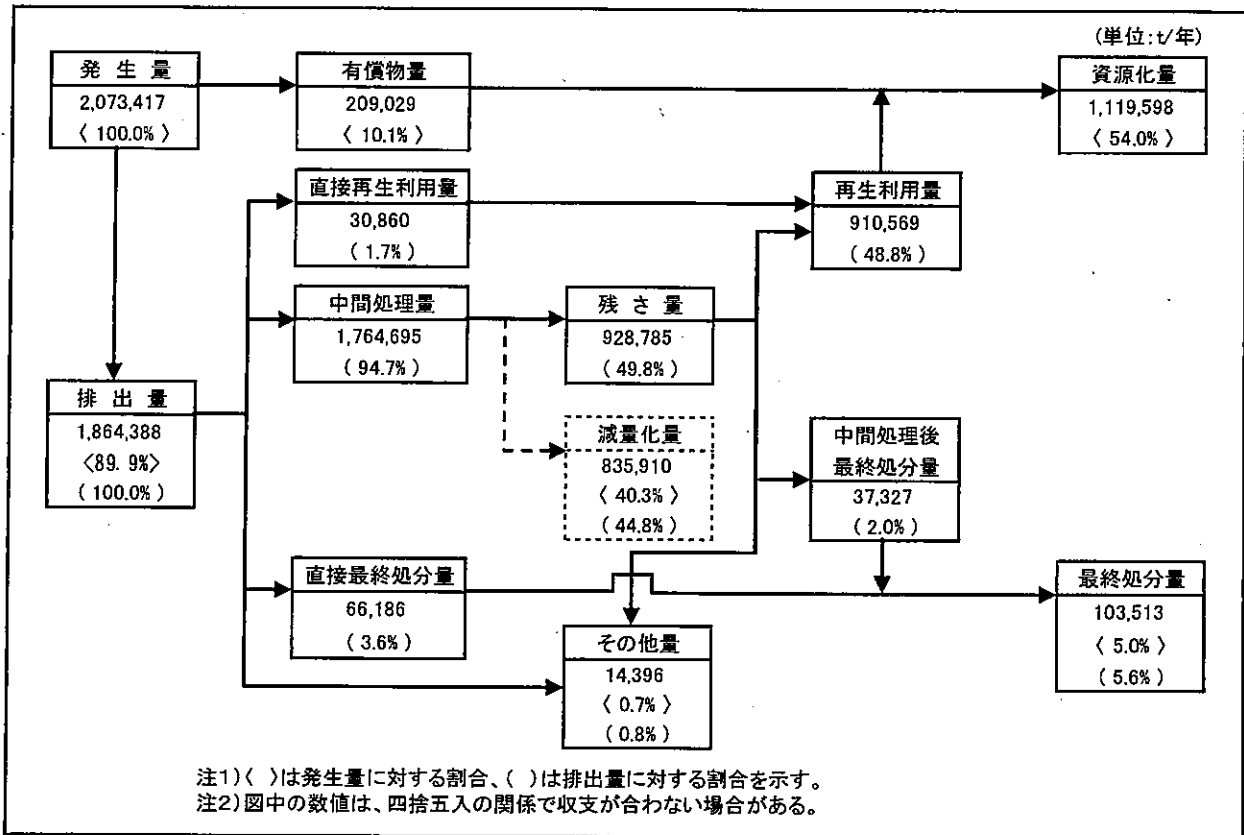 (単位:t/年)
発生量
2,073,417
〈 100.0% 〉
有償物量
209,029
〈 10.1% 〉
資源化量
1,119,598
〈 54.0% 〉
直接再生利用量
30,860
( 1.7% )
再生利用量
910,569
( 48.8% )
中間処理量
1,764,695
( 94.7% )
残さ量
928,785
( 49.8% )
排出量
1,864,388
〈89.9%〉
( 100.0% )
減量化量
835,910
〈 40.3% 〉
( 44.8% )
中間処理後
最終処分量
37,327
( 2.0% )
直接最終処分量
66,186
( 3.6% )
最終処分量
103,513
〈 5.0% 〉
( 5.6% )
その他量
14,396
〈 0.7% 〉
( 0.8% )
注1)〈 〉は発生量に対する割合、( )は排出量に対する割合を示す。
注2)図中の数値は、四捨五入の関係で収支が合わない場合がある。